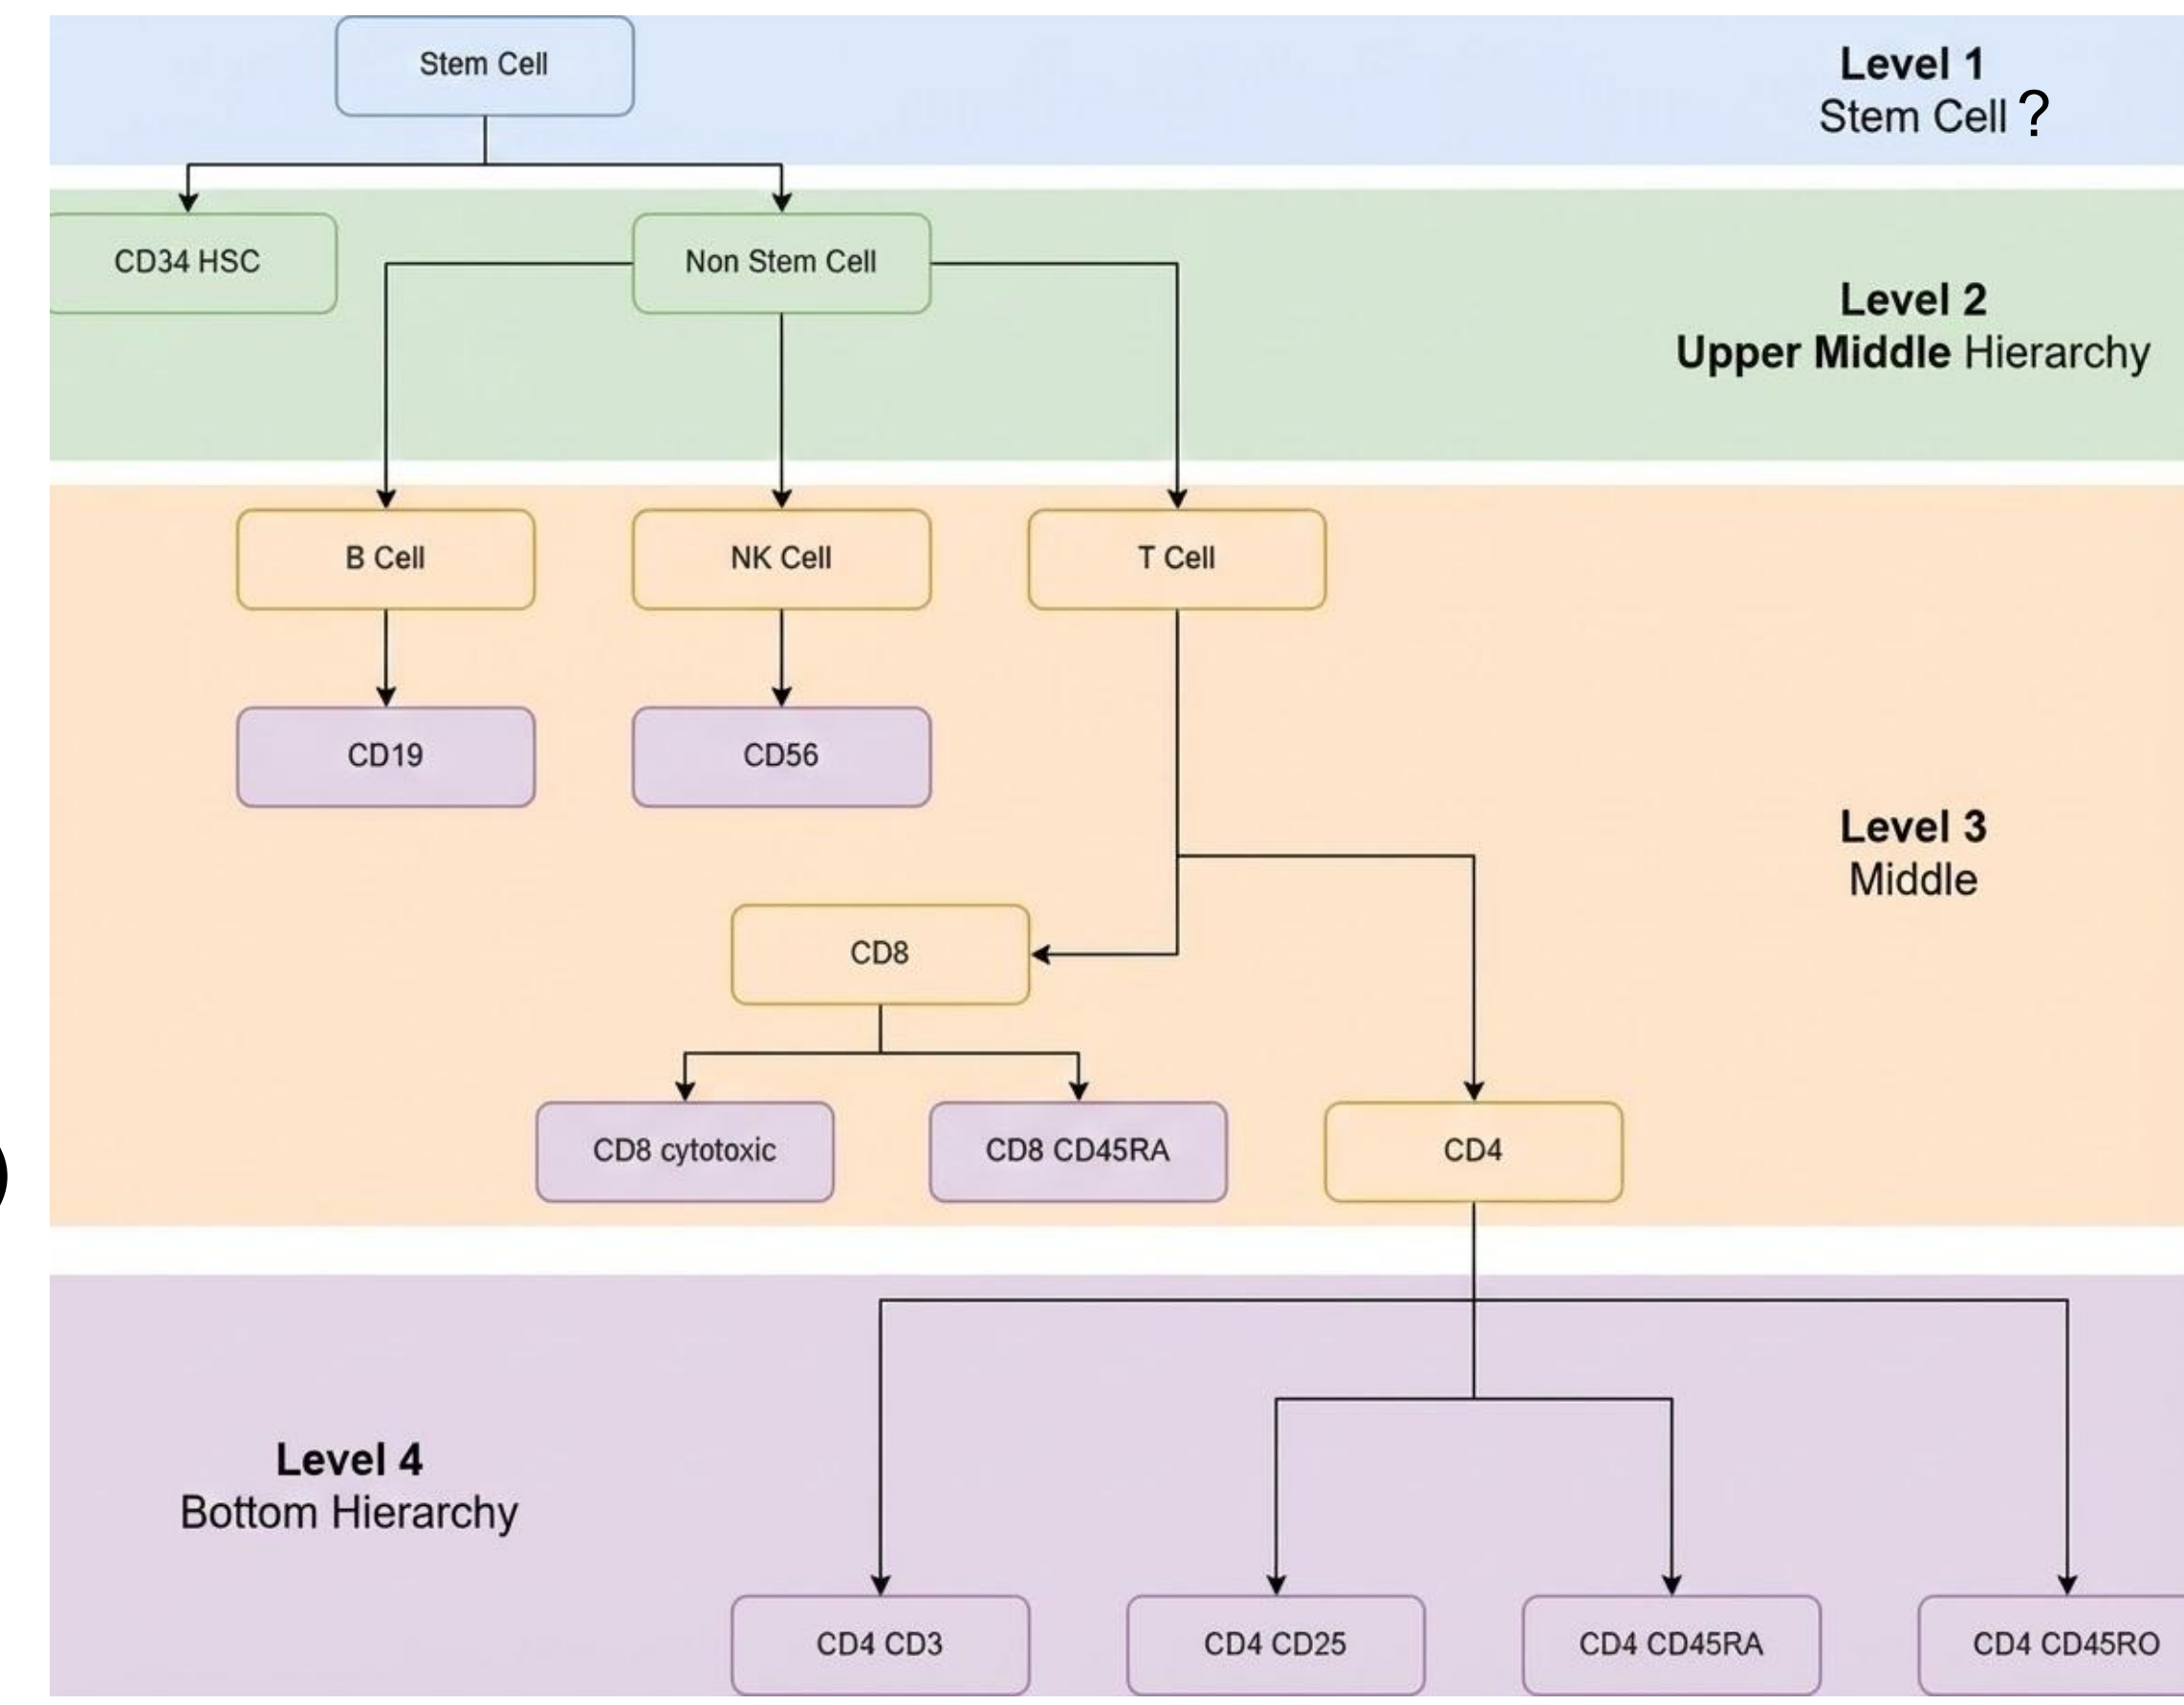 Stem Cell
Level 1
Stem Cell ?
CD34 HSC
Non Stem Cell
Level 2
Upper Middle Hierarchy
B Cell
NK Cell
T Cell
CD19
CD56
Level 3
Middle
CD8
CD8 cytotoxic
CD8 CD45RA
CD4
Level 4
Bottom Hierarchy
CD4 CD3
CD4 CD25
CD4 CD45RA
CD4 CD45RO